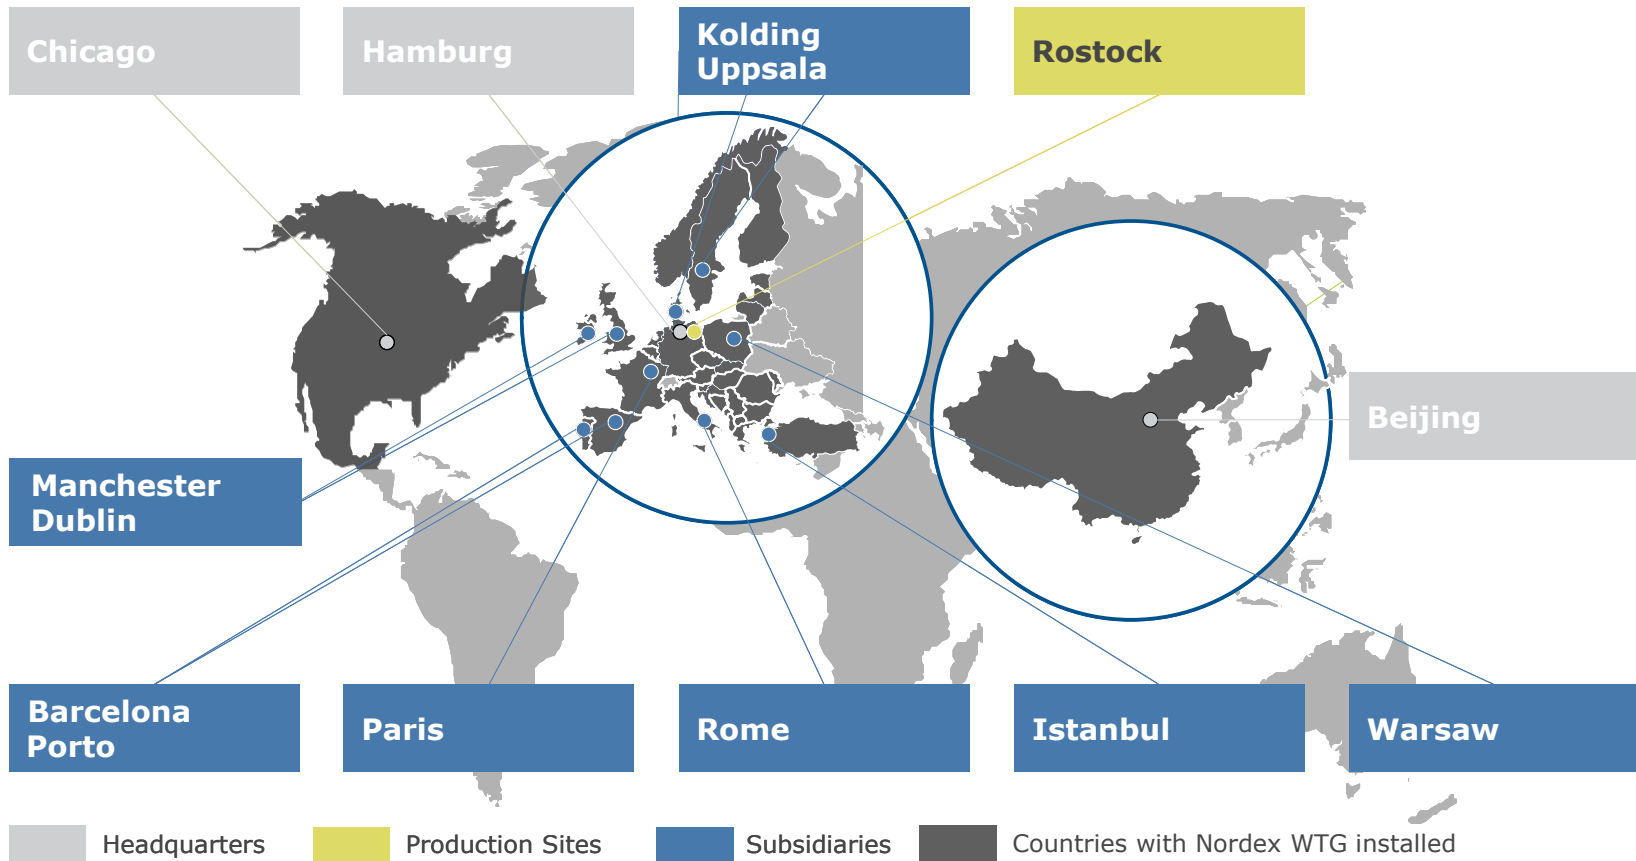 Chicago
Hamburg
Kolding
Uppsala
Rostock
Beijing
Manchester
Dublin
Barcelona
Porto
Paris
Rome
Istanbul
Warsaw
Headquarters
Production Sites
Subsidiaries
Countries with Nordex WTG installed